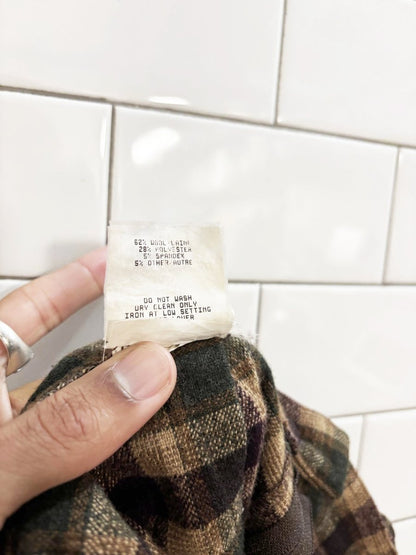 62% WOOL/LAINE
28% POLYESTER
5% SPANDEX
5% OTHER/AUTRE
DO NOT WASH
DRY CLEAN ONLY
IRON AT LOW SETTING